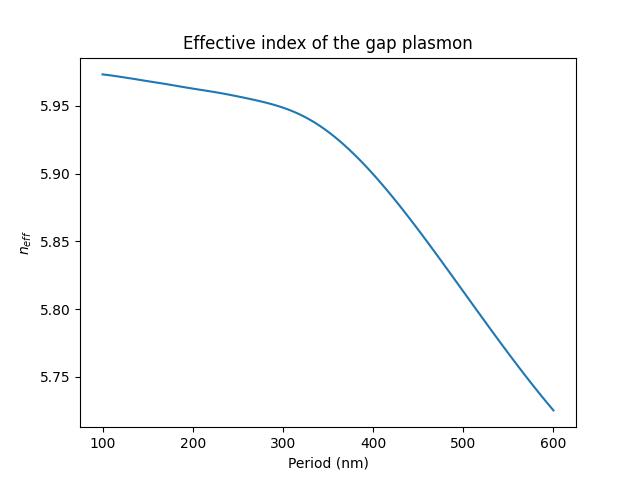 Effective index of the gap plasmon
n_eff
5.95
5.90
5.85
5.80
5.75
100 200 300 400 500 600
Period (nm)